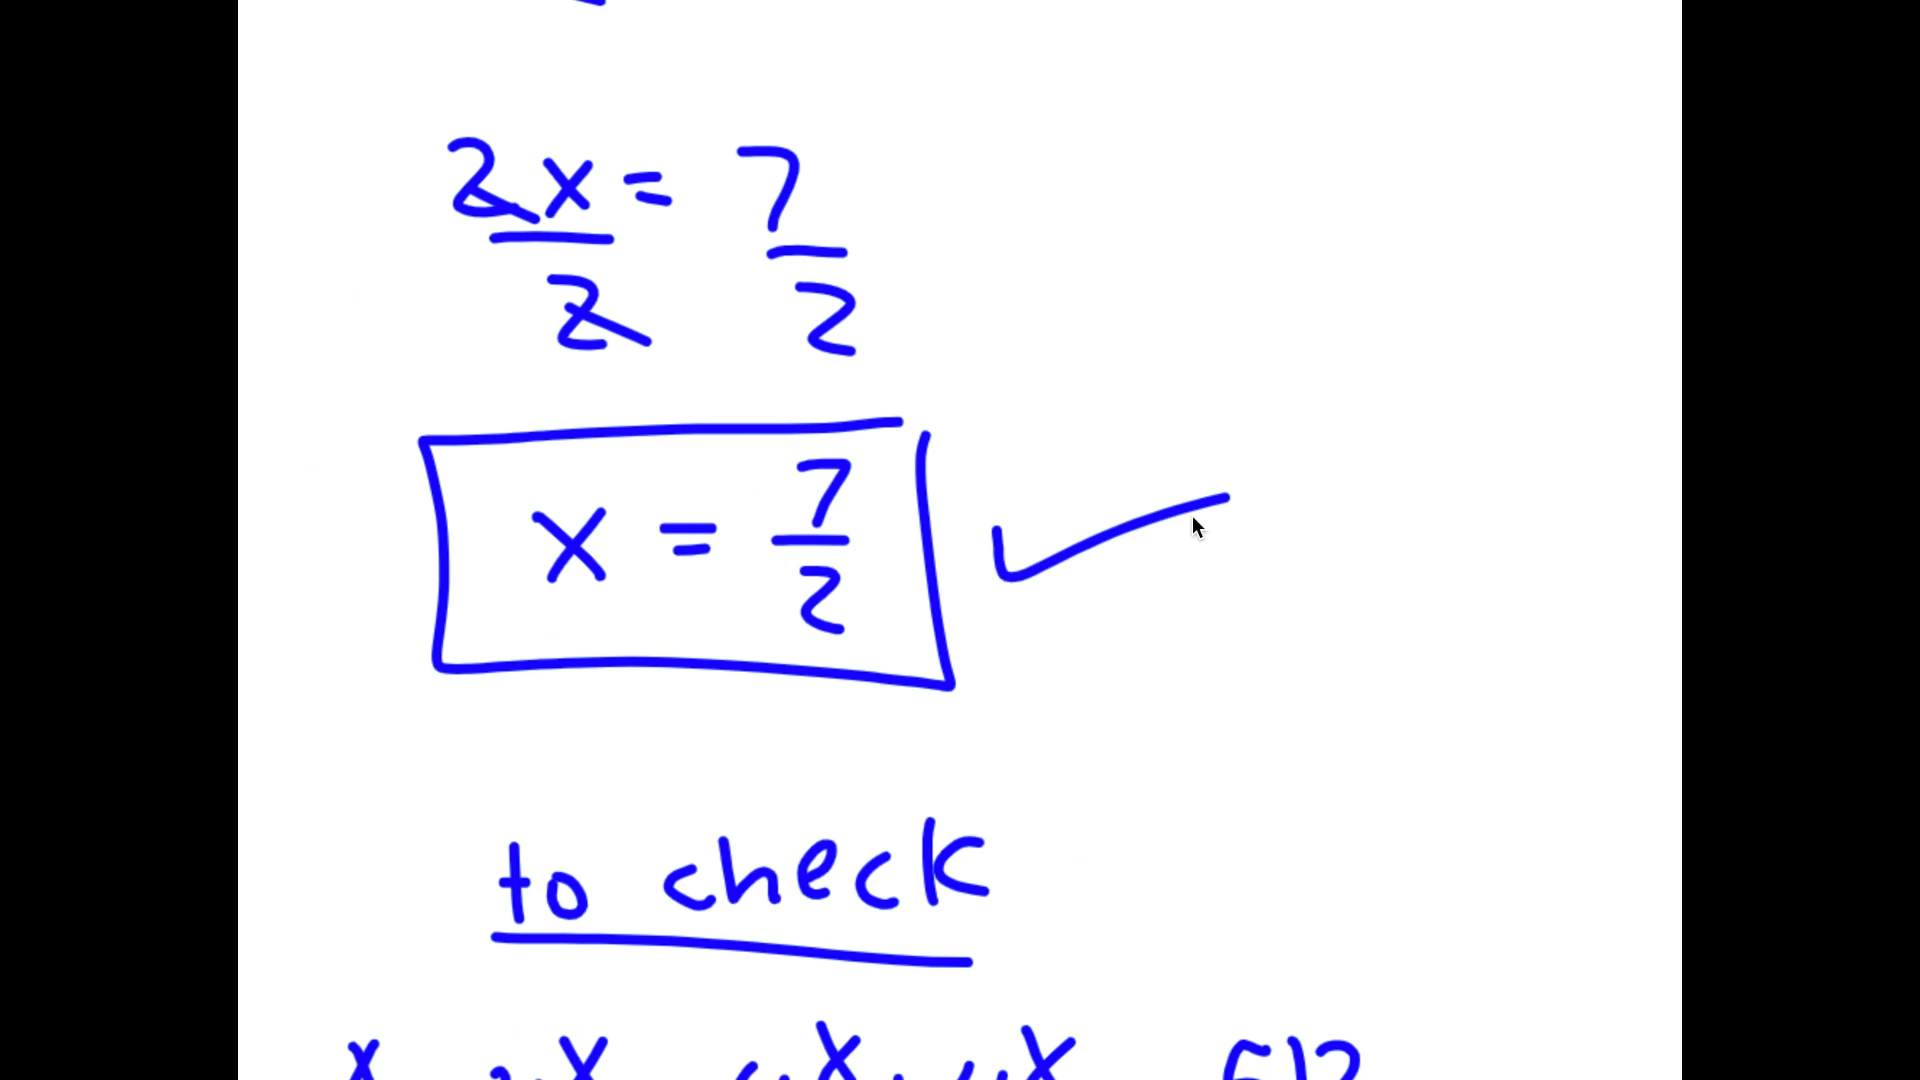 2x = 7
2 2
x = 7/2
to check